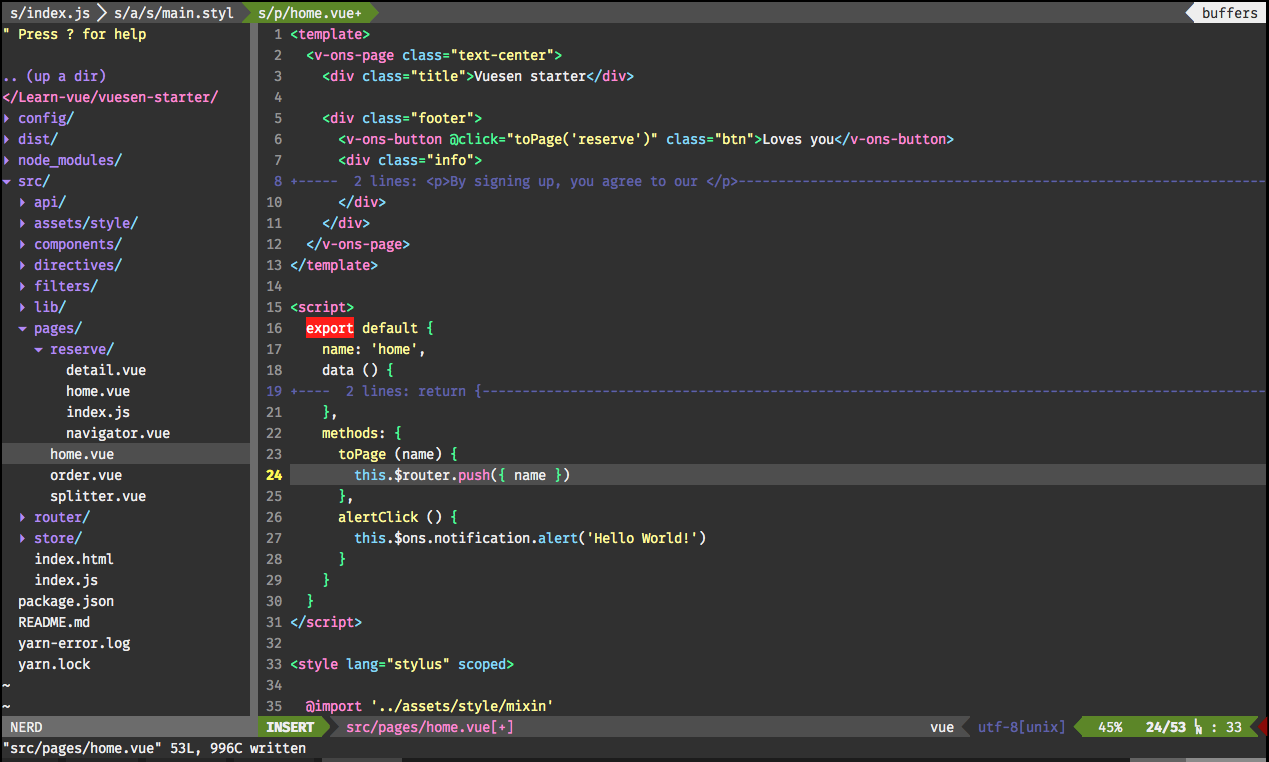 s/index.js s/a/s/main.styl s/p/home.vue+ buffers
" Press ? for help
.. (up a dir)
</Learn-vue/vuesen-starter/
config/
dist/
node_modules/
src/
api/
assets/style/
components/
directives/
filters/
lib/
pages/
reserve/
detail.vue
home.vue
index.js
navigator.vue
home.vue
order.vue
splitter.vue
router/
store/
index.html
index.js
package.json
README.md
yarn-error.log
yarn.lock
~
~
NERD
1 <template>
2 <v-ons-page class="text-center">
3 <div class="title">Vuesen starter</div>
4
5 <div class="footer">
6 <v-ons-button @click="toPage('reserve')" class="btn">Loves you</v-ons-button>
7 <div class="info">
8 +----- 2 lines: <p>By signing up, you agree to our </p>------------------------------------------------------------------
10 </div>
11 </div>
12 </v-ons-page>
13 </template>
14
15 <script>
16 export default {
17 name: 'home',
18 data () {
19 +---- 2 lines: return {--------------------------------------------------------------------------------------------------
21 },
22 methods: {
23 toPage (name) {
24 this.$router.push({ name })
25 },
26 alertClick () {
27 this.$ons.notification.alert('Hello World!')
28 }
29 }
30 }
31 </script>
32
33 <style lang="stylus" scoped>
34
35 @import '../assets/style/mixin'
INSERT src/pages/home.vue[+] vue utf-8[unix] 45% 24/53 : 33
"src/pages/home.vue" 53L, 996C written